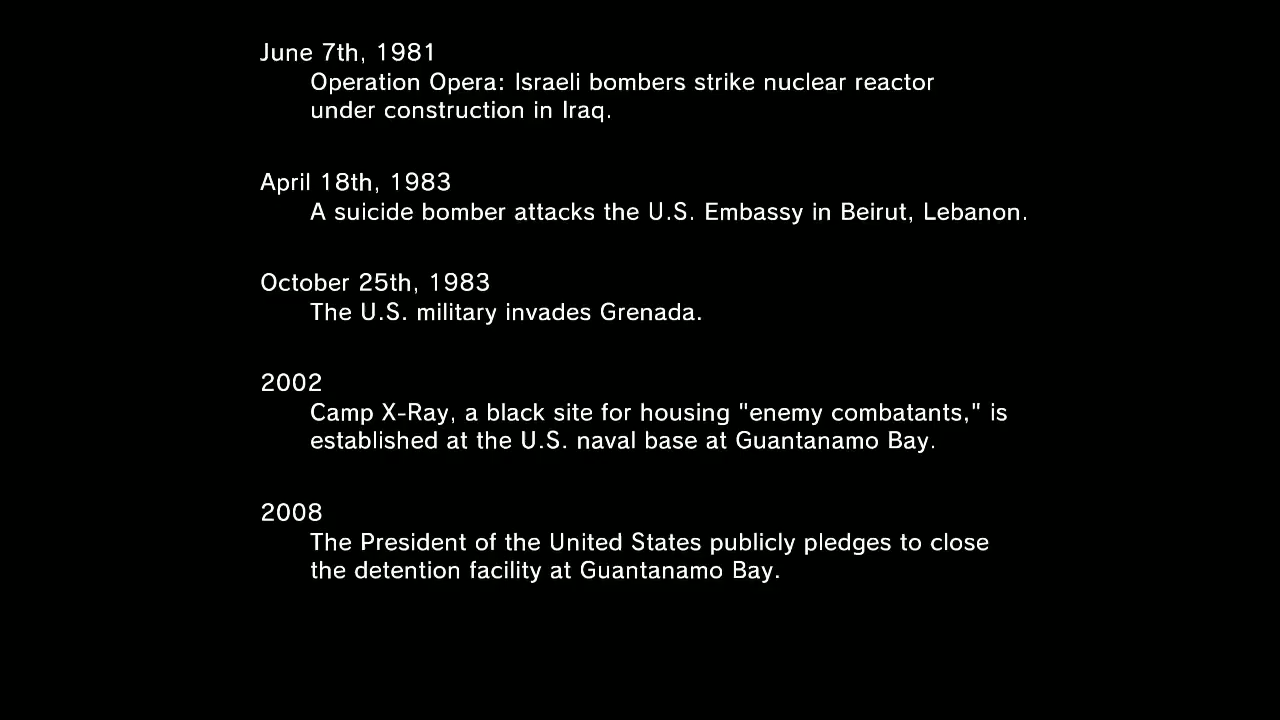 June 7th, 1981
Operation Opera: Israeli bombers strike nuclear reactor
under construction in Iraq.
April 18th, 1983
A suicide bomber attacks the U.S. Embassy in Beirut, Lebanon.
October 25th, 1983
The U.S. military invades Grenada.
2002
Camp X-Ray, a black site for housing "enemy combatants," is
established at the U.S. naval base at Guantanamo Bay.
2008
The President of the United States publicly pledges to close
the detention facility at Guantanamo Bay.